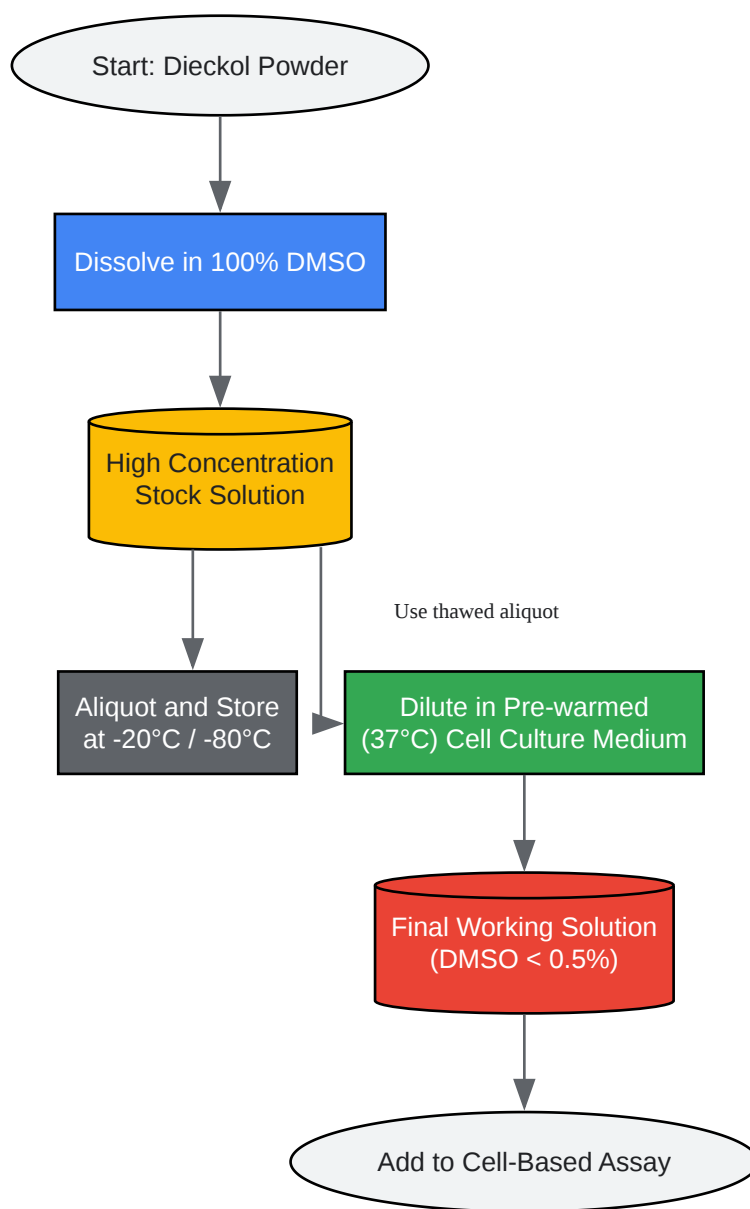 Start: Dieckol Powder
Dissolve in 100% DMSO
High Concentration
Stock Solution
Use thawed aliquot
Aliquot and Store
at -20°C / -80°C
Dilute in Pre-warmed
(37°C) Cell Culture Medium
Final Working Solution
(DMSO < 0.5%)
Add to Cell-Based Assay